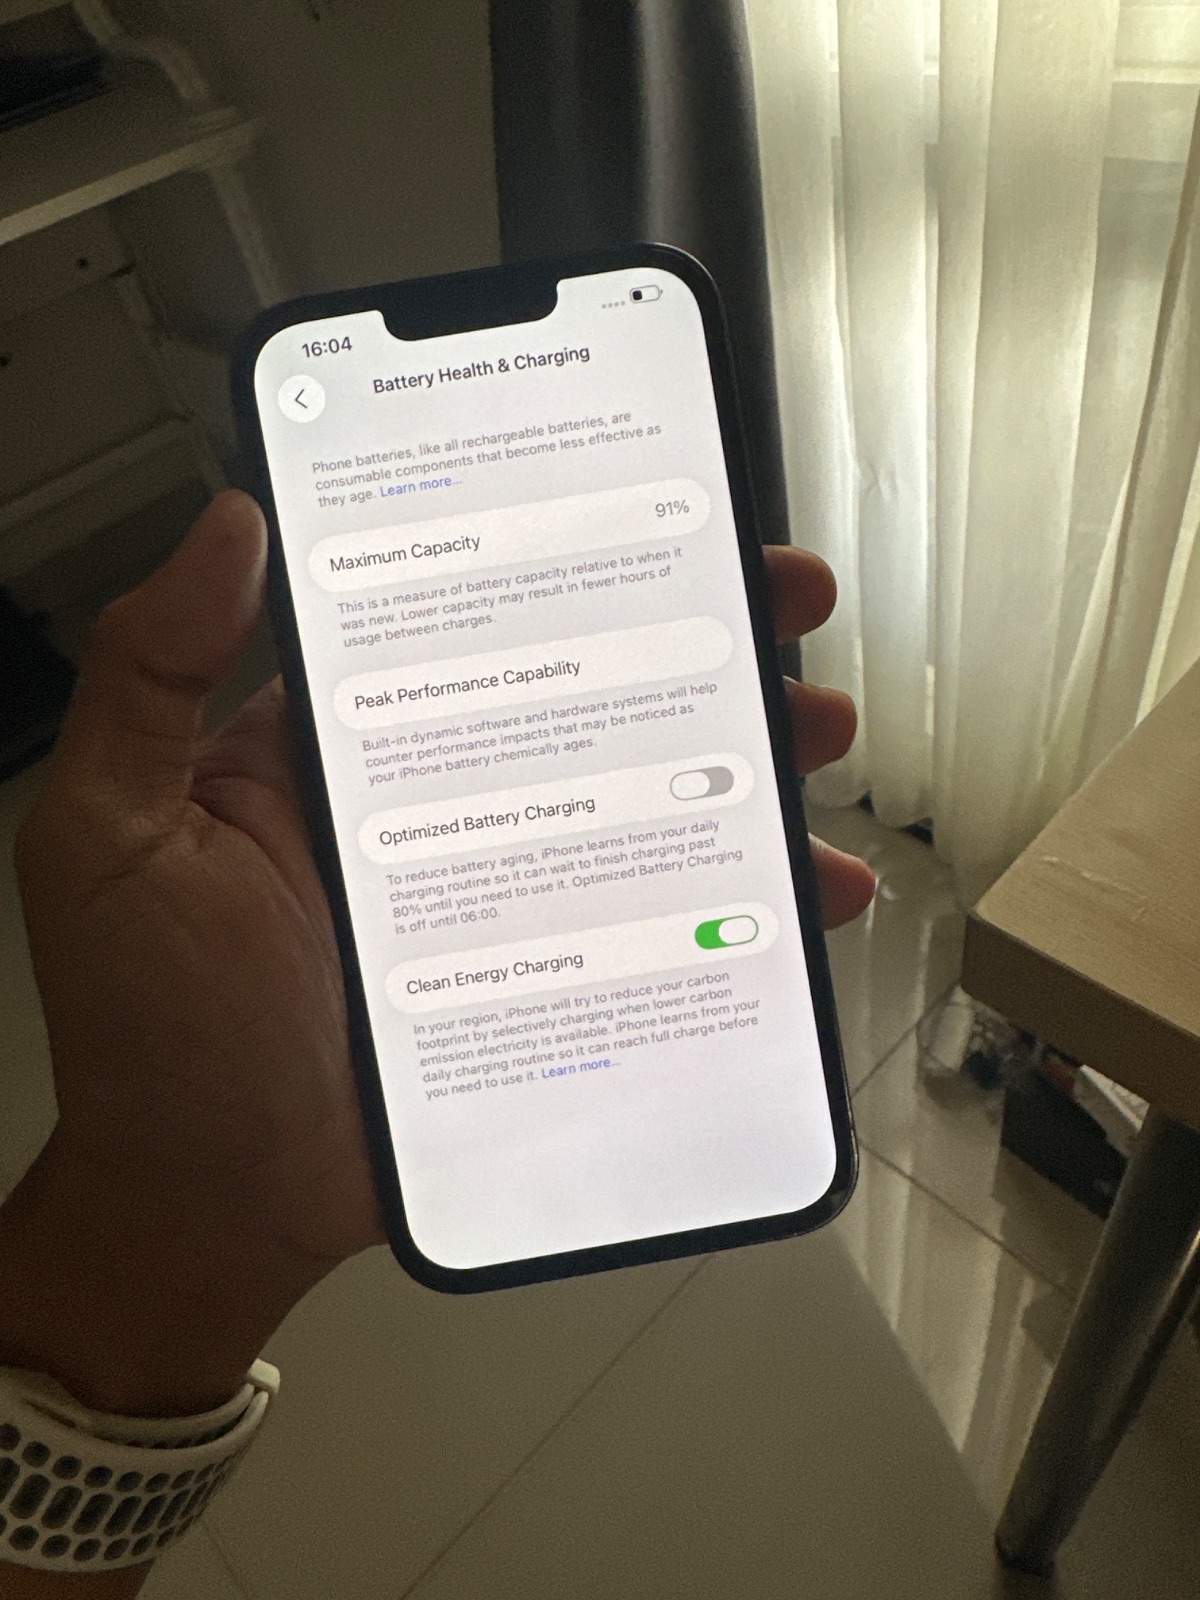 16:04
Battery Health & Charging
Phone batteries, like all rechargeable batteries, are
consumable components that become less effective as
they age. Learn more...
Maximum Capacity 91%
This is a measure of battery capacity relative to when it
was new. Lower capacity may result in fewer hours of
usage between charges.
Peak Performance Capability
Built-in dynamic software and hardware systems will help
counter performance impacts that may be noticed as
your iPhone battery chemically ages.
Optimized Battery Charging
To reduce battery aging, iPhone learns from your daily
charging routine so it can wait to finish charging past
80% until you need to use it. Optimized Battery Charging
is off until 06:00.
Clean Energy Charging
In your region, iPhone will try to reduce your carbon
footprint by selectively charging when lower carbon
emission electricity is available. iPhone learns from your
daily charging routine so it can reach full charge before
you need to use it. Learn more...